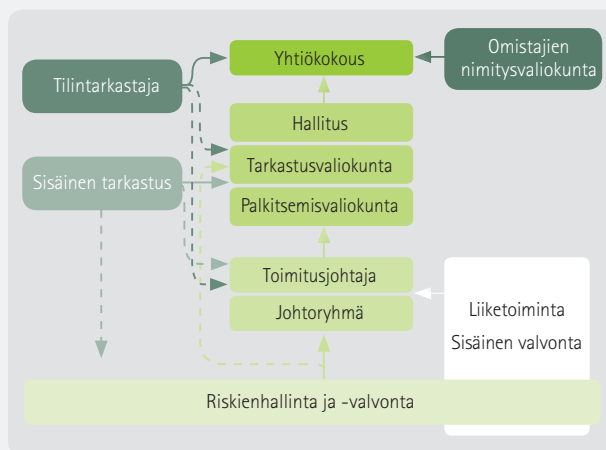 Yhtiökokous
Omistajien
nimitysvaliokunta
Tilintarkastaja
Hallitus
Tarkastusvaliokunta
Sisäinen tarkastus
Palkitsemisvaliokunta
Toimitusjohtaja
Johtoryhmä
Liiketoiminta
Sisäinen valvonta
Riskienhallinta ja -valvonta